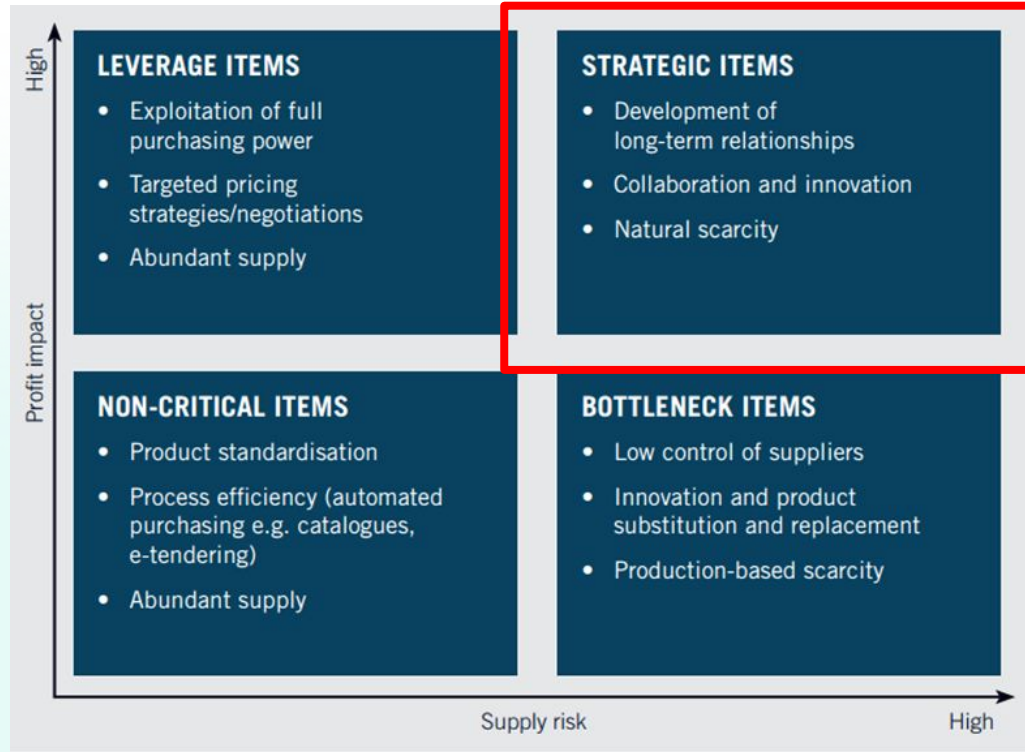 High
Profit impact
LEVERAGE ITEMS
• Exploitation of full
purchasing power
• Targeted pricing
strategies/negotiations
• Abundant supply
STRATEGIC ITEMS
• Development of
long-term relationships
• Collaboration and innovation
• Natural scarcity
NON-CRITICAL ITEMS
• Product standardisation
• Process efficiency (automated
purchasing e.g. catalogues,
e-tendering)
• Abundant supply
BOTTLENECK ITEMS
• Low control of suppliers
• Innovation and product
substitution and replacement
• Production-based scarcity
Supply risk
High